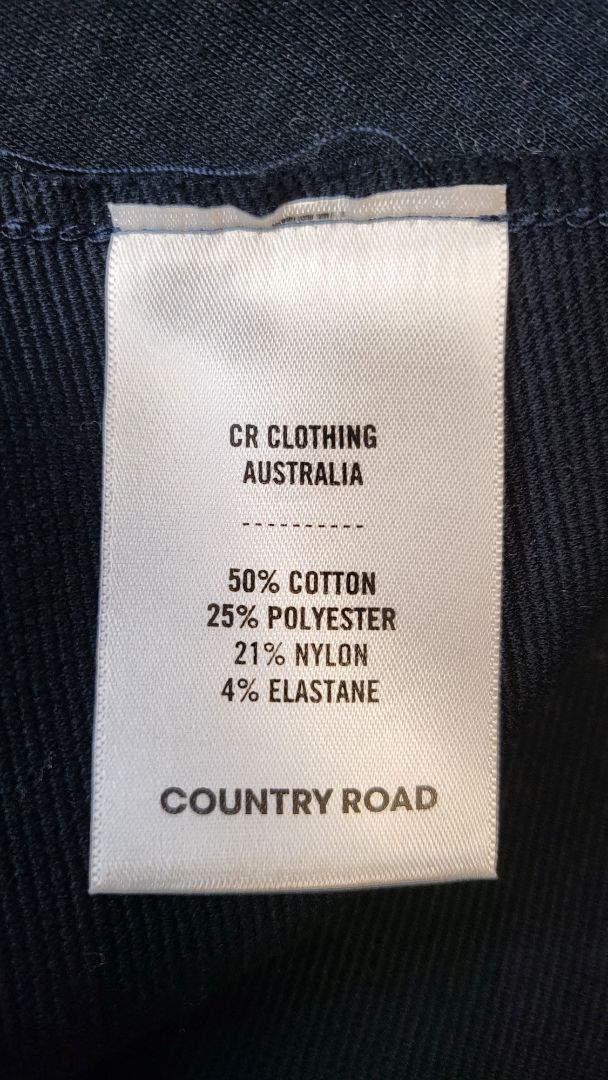 CR CLOTHING
AUSTRALIA
----------
50% COTTON
25% POLYESTER
21% NYLON
4% ELASTANE
COUNTRY ROAD